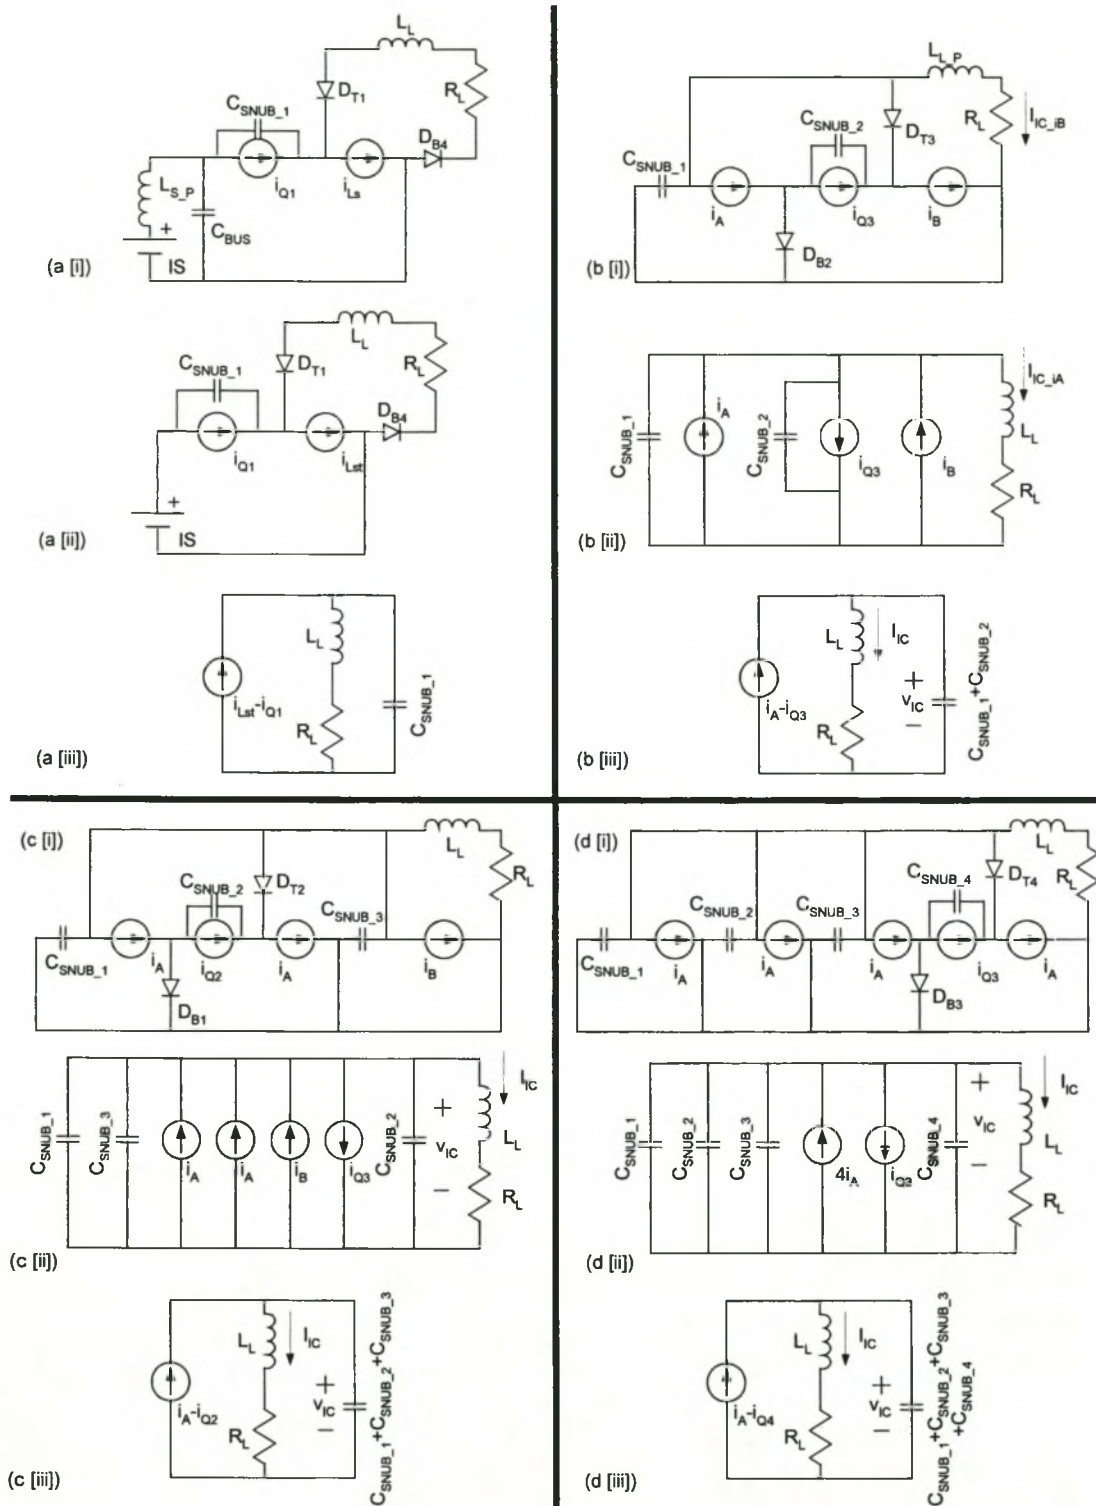 L_L
D_T1
R_L
C_SNUB_1
D_B4
i_Q1
i_Ls
L_S_P
+
C_BUS
IS
(a [i])
L_L
C_SNUB_1
D_T1
R_L
D_B4
i_Q1
i_Lst
+
IS
(a [ii])
L_L
i_Lst-i_Q1
R_L
C_SNUB_1
(a [iii])
L_L_P
C_SNUB_2
R_L
I_IC_iB
D_T3
C_SNUB_1
i_A
i_Q3
i_B
D_B2
(b [i])
C_SNUB_1
i_A
C_SNUB_2
i_Q3
i_B
I_IC_iA
L_L
R_L
(b [ii])
L_L
I_IC
i_A-i_Q3
R_L
+
v_IC
−
C_SNUB_1+C_SNUB_2
(b [iii])
(c [i])
L_L
R_L
D_T2
C_SNUB_2
C_SNUB_3
C_SNUB_1
i_A
i_Q2
i_A
i_B
D_B1
C_SNUB_1
C_SNUB_3
i_A
i_A
i_B
i_Q3
C_SNUB_2
+
v_IC
−
I_IC
L_L
R_L
(c [ii])
L_L
I_IC
i_A-i_Q2
R_L
+
v_IC
−
C_SNUB_1+C_SNUB_2+C_SNUB_3
(c [iii])
(d [i])
L_L
R_L
D_T4
C_SNUB_4
C_SNUB_2
C_SNUB_3
C_SNUB_1
i_A
i_A
i_A
i_Q3
i_A
D_B3
C_SNUB_1
C_SNUB_2
C_SNUB_3
4i_A
i_Q3
C_SNUB_4
+
v_IC
−
I_IC
L_L
R_L
(d [ii])
L_L
I_IC
i_A-i_Q4
R_L
+
v_IC
−
C_SNUB_1+C_SNUB_2+C_SNUB_3
+C_SNUB_4
(d [iii])